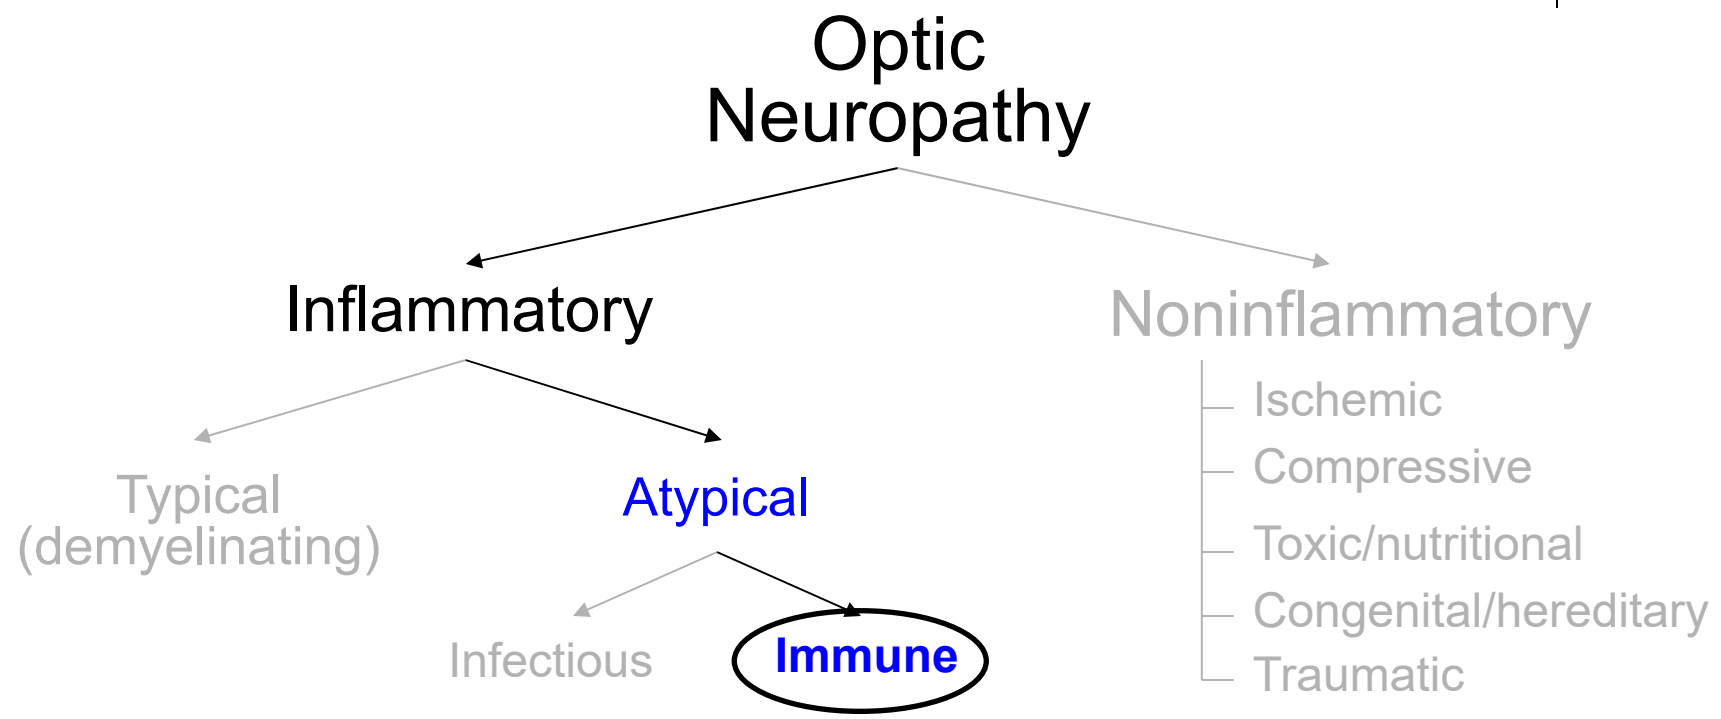 Optic
Neuropathy
Inflammatory
Noninflammatory
Typical
(demyelinating)
Atypical
Infectious
Immune
Ischemic
Compressive
Toxic/nutritional
Congenital/hereditary
Traumatic